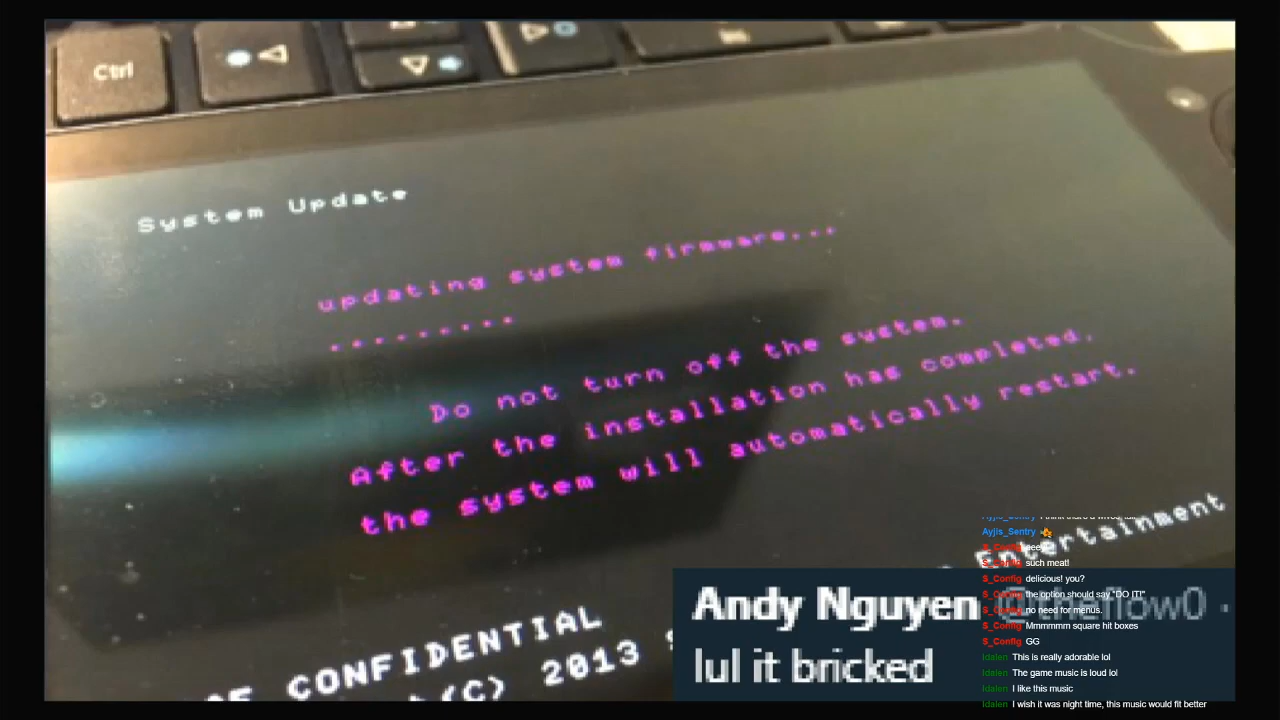 Ctrl
System Update
updating system firmware...
.........
Do not turn off the system.
After the installation has completed,
the system will automatically restart.
Entertainment
CONFIDENTIAL
(C) 2013
Andy Nguyen @theflow0 ·
lul it bricked
Ayjis_Sentry
Ayjis_Sentry
S_Config
S_Config such meat!
S_Config delicious! you?
S_Config the option should say "DO IT"
S_Config no need for menus.
S_Config Mmmmmm square hit boxes
S_Config GG
Idalen This is really adorable lol
Idalen The game music is loud lol
Idalen I like this music
Idalen I wish it was night time, this music would fit better